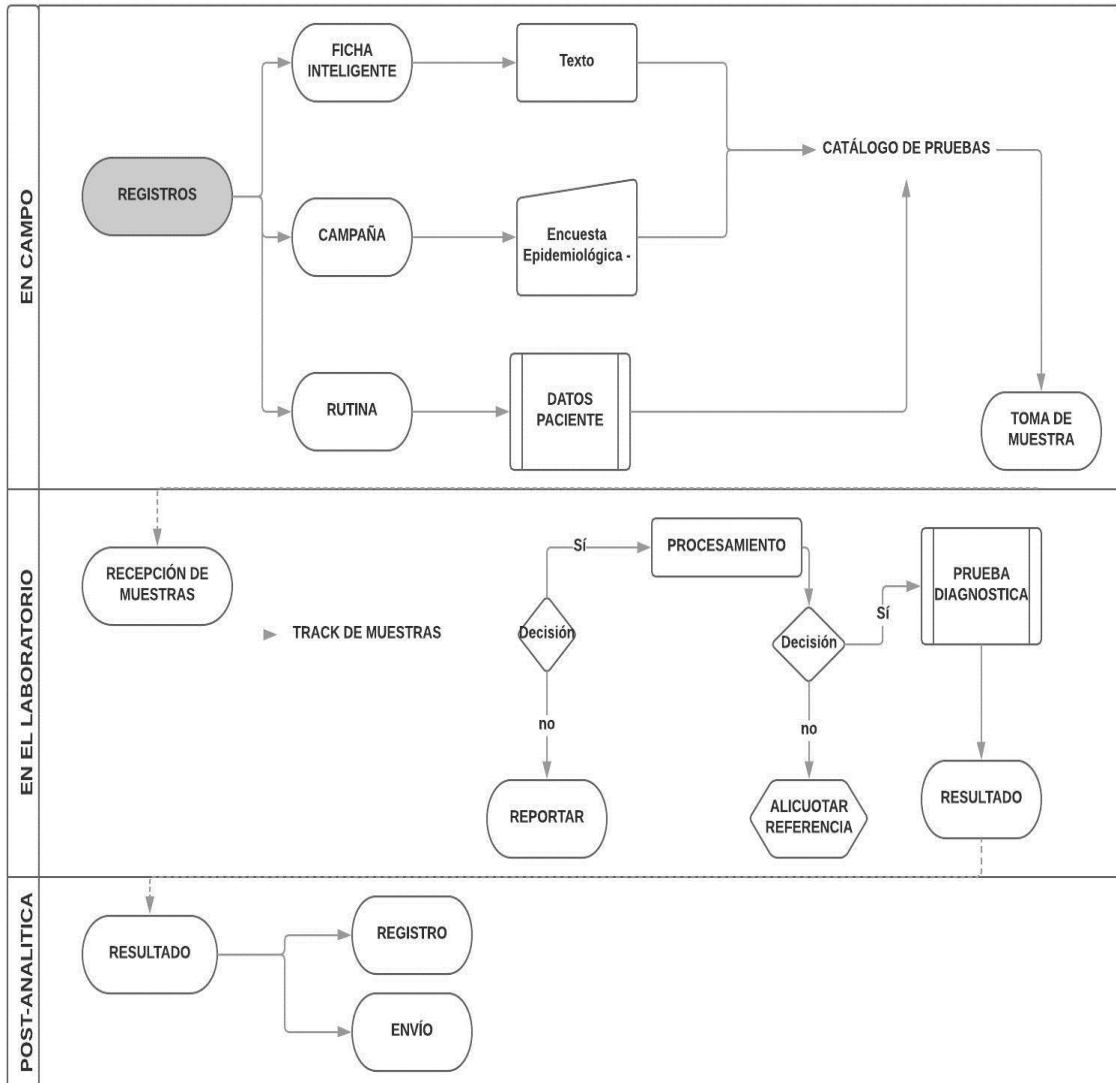 EN CAMPO
FICHA
INTELIGENTE
Texto
REGISTROS
CATÁLOGO DE PRUEBAS
CAMPAÑA
Encuesta
Epidemiológica -
RUTINA
DATOS
PACIENTE
TOMA DE
MUESTRA
EN EL LABORATORIO
RECEPCIÓN DE
MUESTRAS
TRACK DE MUESTRAS
Decisión
Sí
no
REPORTAR
PROCESAMIENTO
Decisión
Sí
no
ALICUOTAR
REFERENCIA
PRUEBA
DIAGNOSTICA
RESULTADO
POST-ANALITICA
RESULTADO
REGISTRO
ENVÍO